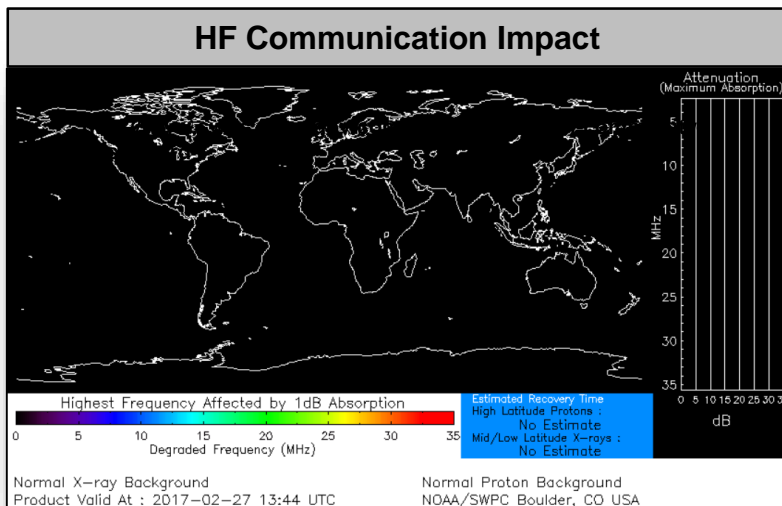 HF Communication Impact
Attenuation
(Maximum Absorption)
5
10
15
20
25
30
35
MHz
0 5 10 15 20 25 30 3
dB
Highest Frequency Affected by 1dB Absorption
0 5 10 15 20 25 30 35
Degraded Frequency (MHz)
Estimated Recovery Time
High Latitude Protons :
No Estimate
Mid/Low Latitude X-rays :
No Estimate
Normal X-ray Background
Product Valid At : 2017-02-27 13:44 UTC
Normal Proton Background
NOAA/SWPC Boulder, CO USA